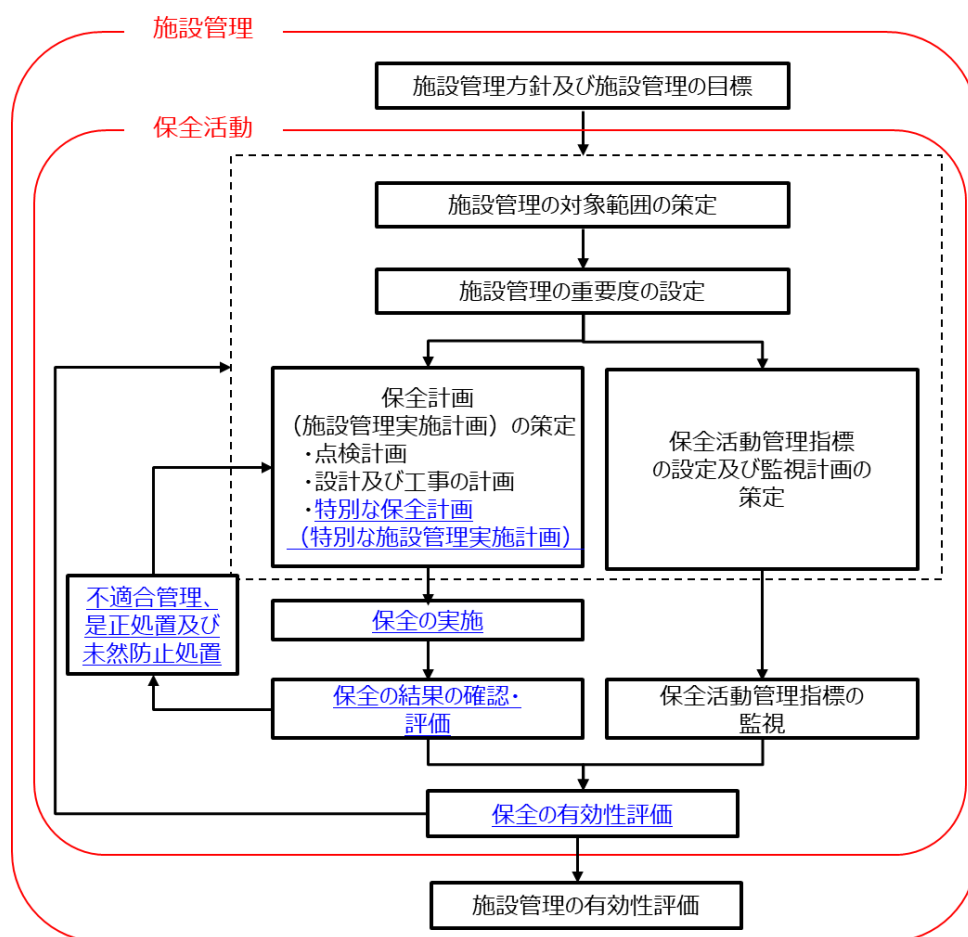 施設管理
施設管理方針及び施設管理の目標
保全活動
施設管理の対象範囲の策定
施設管理の重要度の設定
保全計画
（施設管理実施計画）の策定
・点検計画
・設計及び工事の計画
・特別な保全計画
（特別な施設管理実施計画）
保全活動管理指標
の設定及び監視計画の
策定
不適合管理、
是正処置及び
未然防止処置
保全の実施
保全の結果の確認・
評価
保全活動管理指標の
監視
保全の有効性評価
施設管理の有効性評価